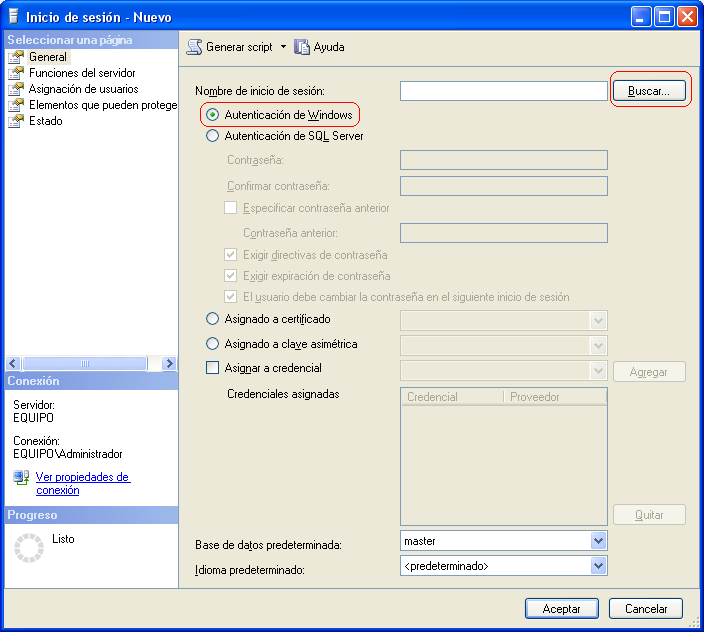 Inicio de sesión - Nuevo
Seleccionar una página
General
Funciones del servidor
Asignación de usuarios
Elementos que pueden protege
Estado
Generar script
Ayuda
Nombre de inicio de sesión:
Buscar...
Autenticación de Windows
Autenticación de SQL Server
Contraseña:
Confirmar contraseña:
Especificar contraseña anterior
Contraseña anterior:
Exigir directivas de contraseña
Exigir expiración de contraseña
El usuario debe cambiar la contraseña en el siguiente inicio de sesión
Asignado a certificado
Asignado a clave asimétrica
Asignar a credencial
Agregar
Credenciales asignadas
Credencial
Proveedor
Quitar
Base de datos predeterminada:
master
Idioma predeterminado:
<predeterminado>
Conexión
Servidor:
EQUIPO
Conexión:
EQUIPO\Administrador
Ver propiedades de
conexión
Progreso
Listo
Aceptar
Cancelar